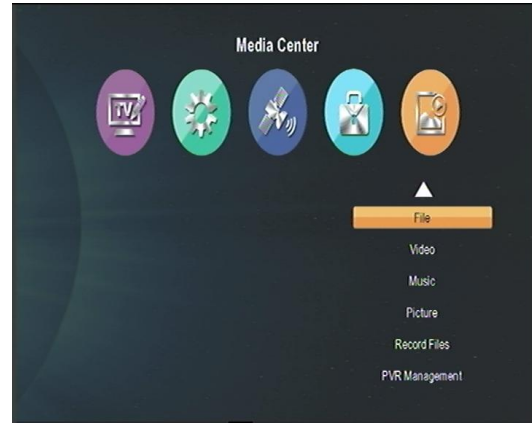 Media Center
TV
File
Video
Music
Picture
Record Files
PVR Management